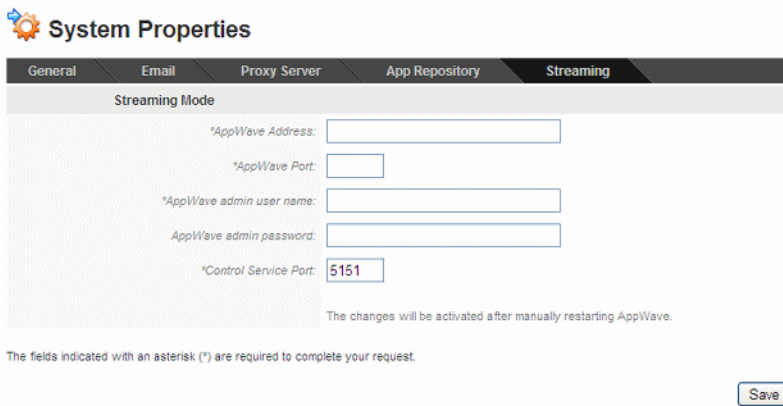 System Properties
General Email Proxy Server App Repository Streaming
Streaming Mode
*AppWave Address:
*AppWave Port:
*AppWave admin user name:
AppWave admin password:
*Control Service Port: 5151
The changes will be activated after manually restarting AppWave.
The fields indicated with an asterisk (*) are required to complete your request.
Save